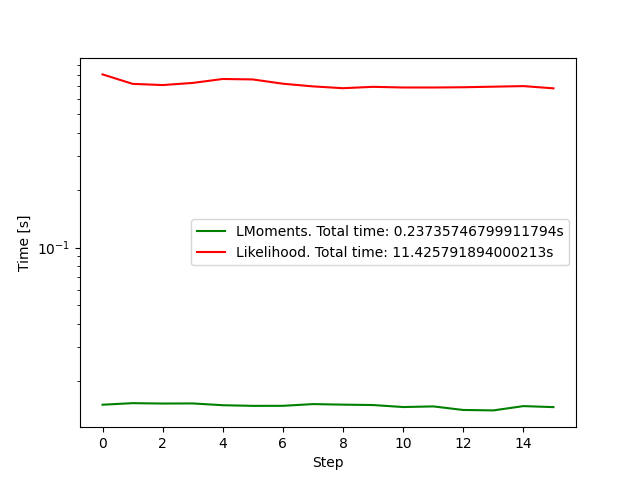 Time [s]
10⁻¹
LMoments. Total time: 0.23735746799911794s
Likelihood. Total time: 11.425791894000213s
0 2 4 6 8 10 12 14
Step